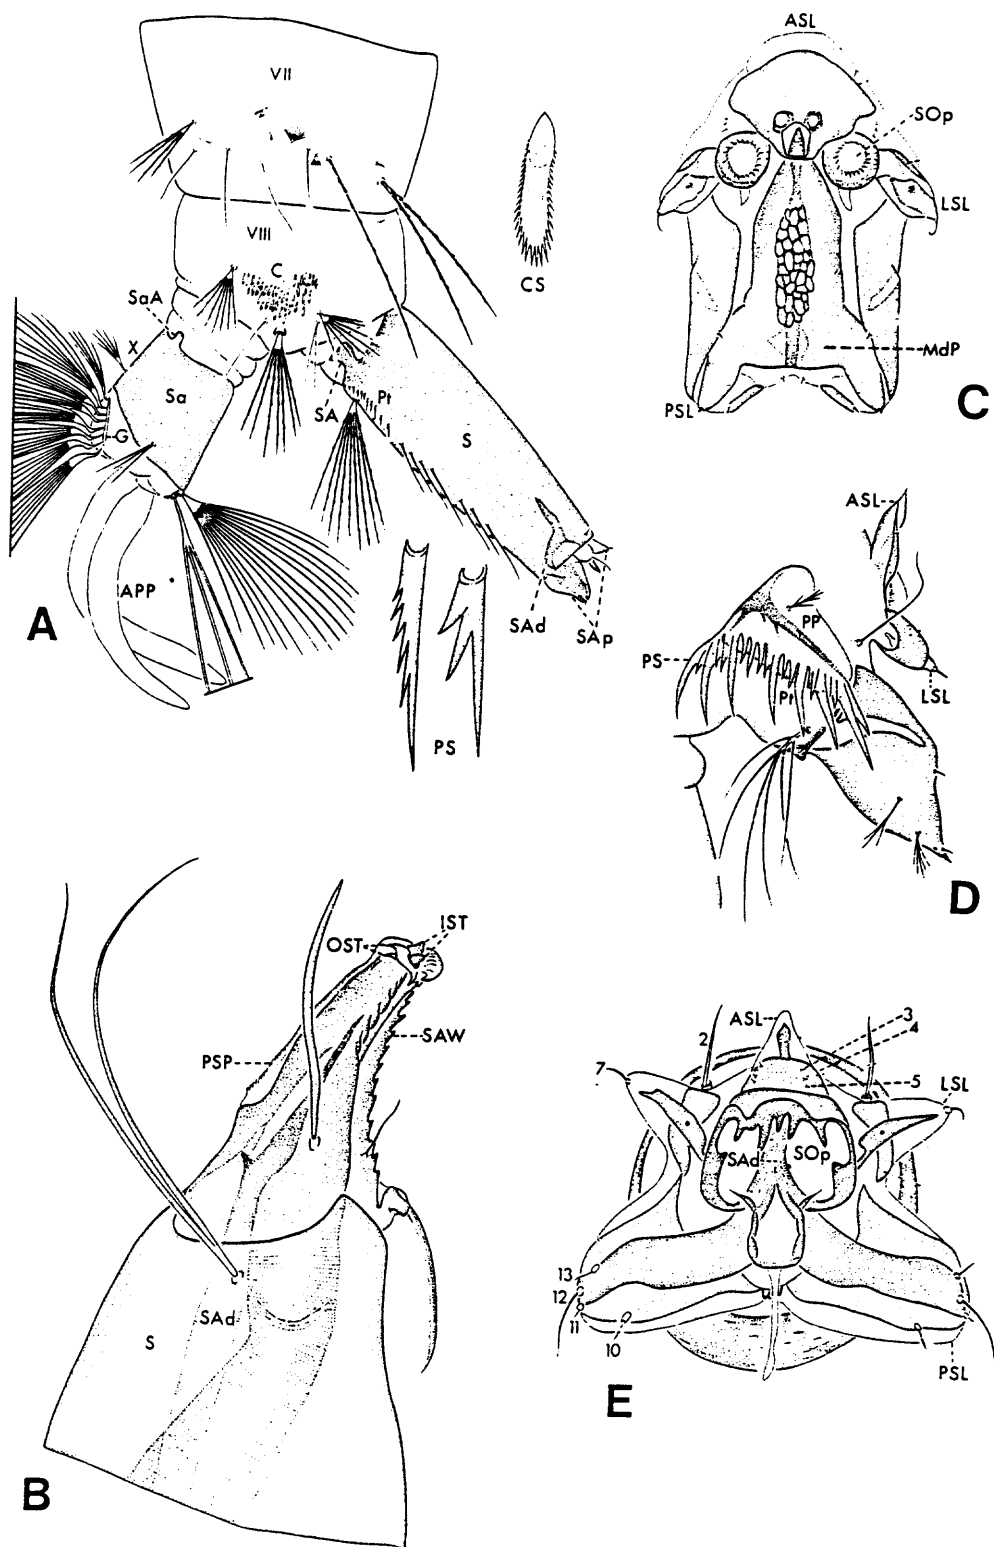 VII
VIII
C
SaA
X
Sa
G
APP
SA
Pt
S
SAd
SAp
CS
PS
A
ASL
SOp
LSL
MdP
PSL
C
ASL
PP
PS
Pt
LSL
D
IST
OST
SAW
PSP
SAd
S
B
ASL
2
3
4
5
7
LSL
SAd
SOp
13
12
11
10
PSL
E